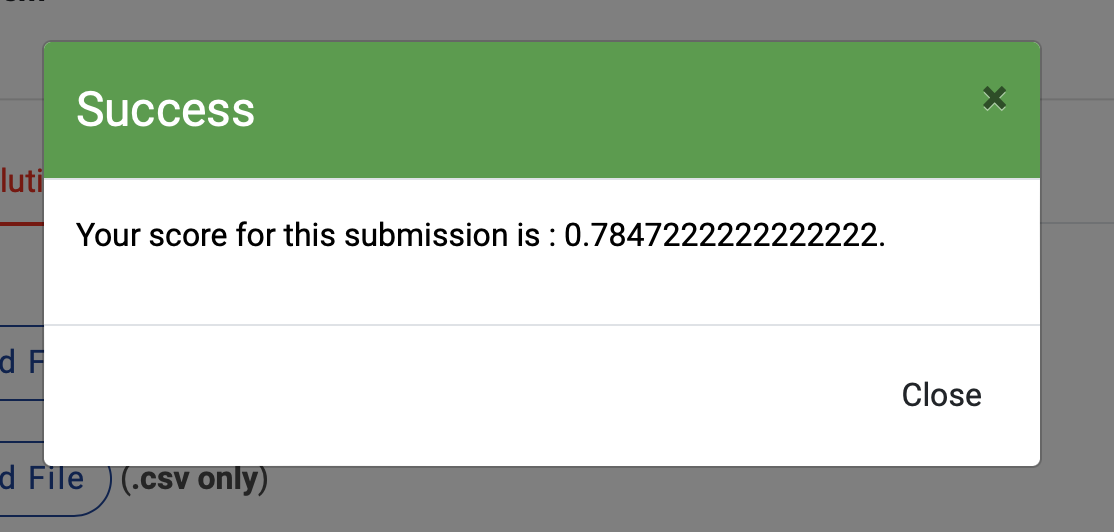 Success
×
luti
Your score for this submission is : 0.7847222222222222.
d F
Close
d File (.csv only)